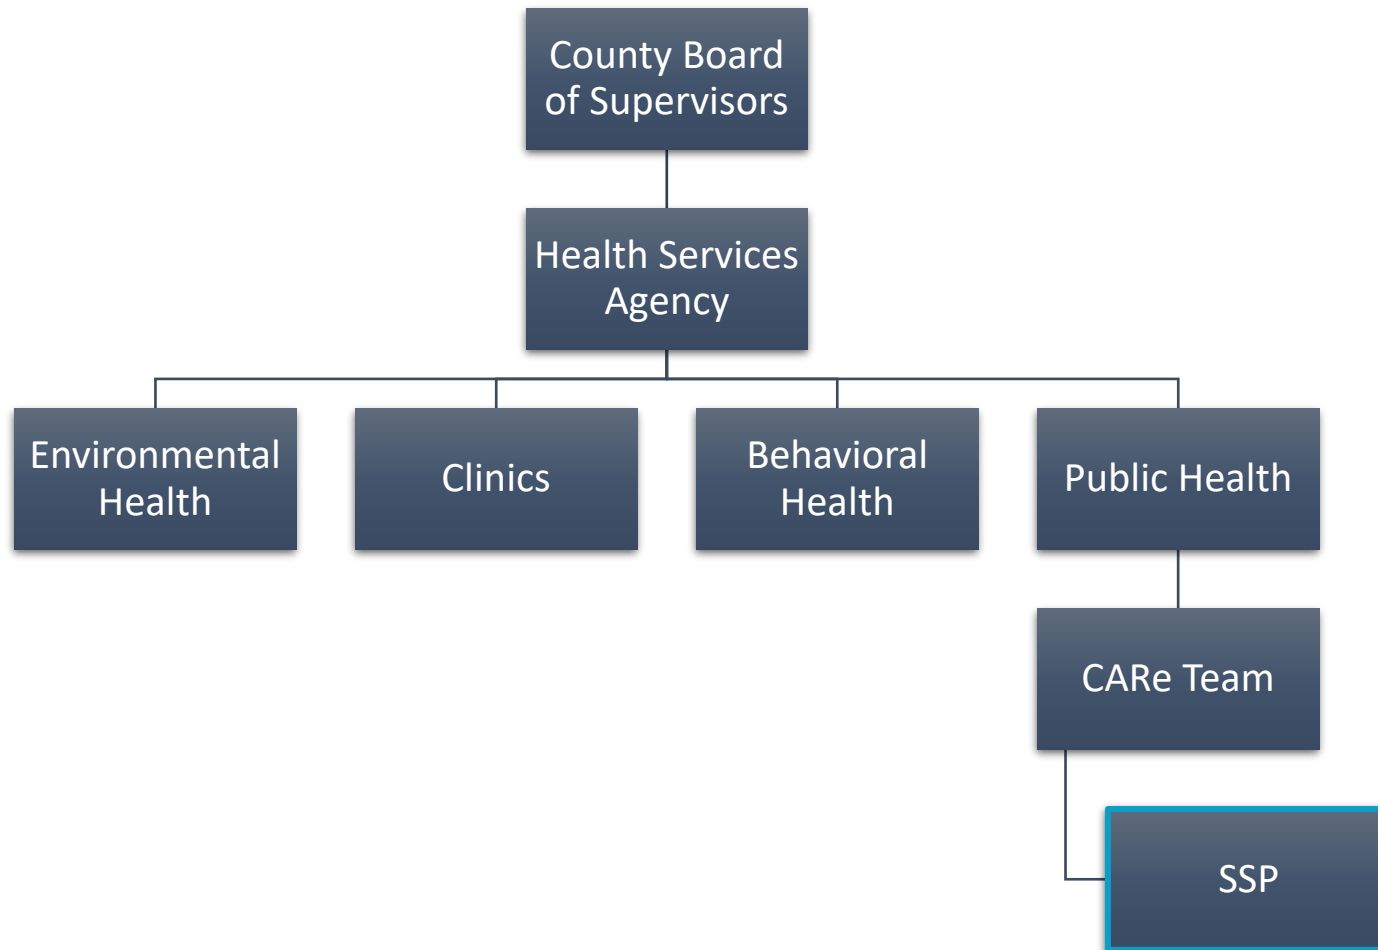 County Board
of Supervisors
Health Services
Agency
Environmental
Health
Clinics
Behavioral
Health
Public Health
CARe Team
SSP